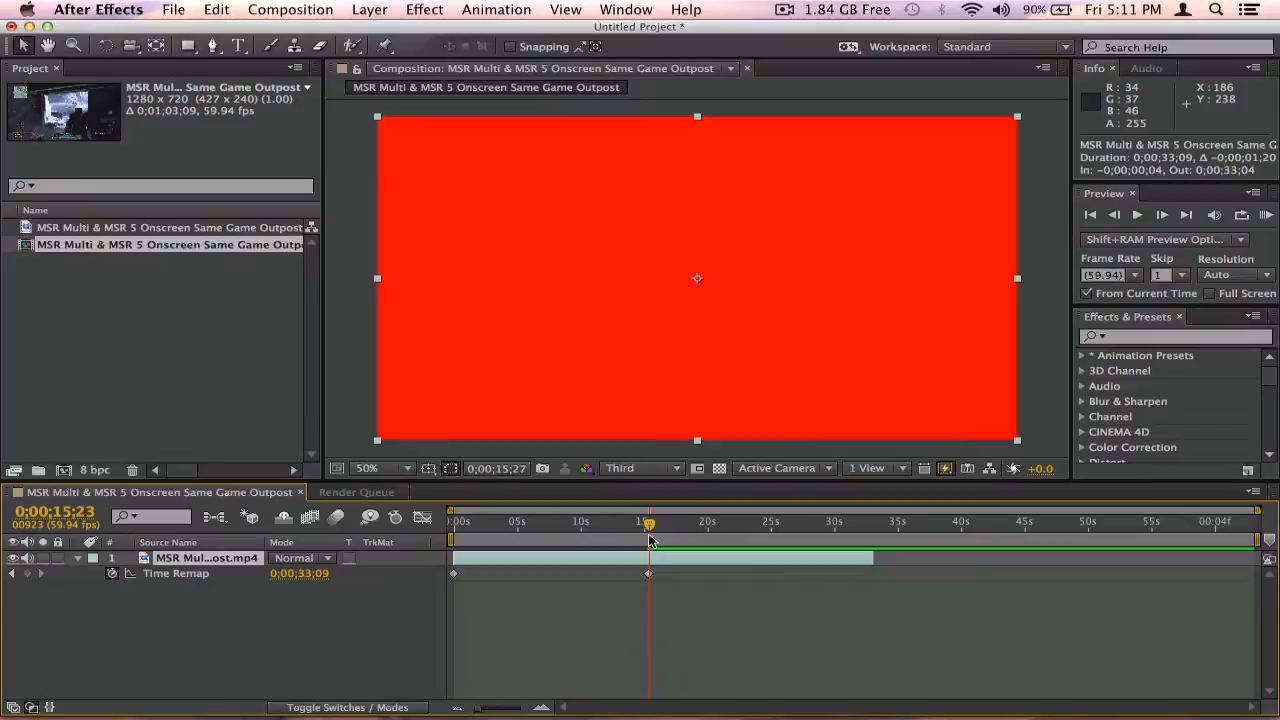 After Effects File Edit Composition Layer Effect Animation View Window Help 1.84 GB Free 90% Fri 5:11 PM
Untitled Project *
Snapping Workspace: Standard Search Help
Project × Composition: MSR Multi & MSR 5 Onscreen Same Game Outpost × Info × Audio
MSR Multi & MSR 5 Onscreen Same Game Outpost
MSR Mul... Same Game Outpost
1280 x 720 (427 x 240) (1.00)
Δ 0;01;03;09, 59.94 fps
R: 34 X: 186
G: 37 Y: 238
B: 46
A: 255
MSR Multi & MSR 5 Onscreen Same G
Duration: 0;00;33;09, Δ -0;00;01;20
In: -0;00;00;04, Out: 0;00;33;04
Preview ×
Name
MSR Multi & MSR 5 Onscreen Same Game Outpost
MSR Multi & MSR 5 Onscreen Same Game Outpo
Shift+RAM Preview Opti...
Frame Rate Skip Resolution
(59.94) 1 Auto
From Current Time Full Screen
Effects & Presets ×
* Animation Presets
3D Channel
Audio
Blur & Sharpen
Channel
CINEMA 4D
Color Correction
8 bpc 50% 0;00;15;27 Third Active Camera 1 View +0.0
MSR Multi & MSR 5 Onscreen Same Game Outpost × Render Queue
0;00;15;23
00923 (59.94 fps)
:00s 05s 10s 15s 20s 25s 30s 35s 40s 45s 50s 55s 00:04f
# Source Name Mode T TrkMat
1 MSR Mul...ost.mp4 Normal
Time Remap 0;00;33;09
Toggle Switches / Modes